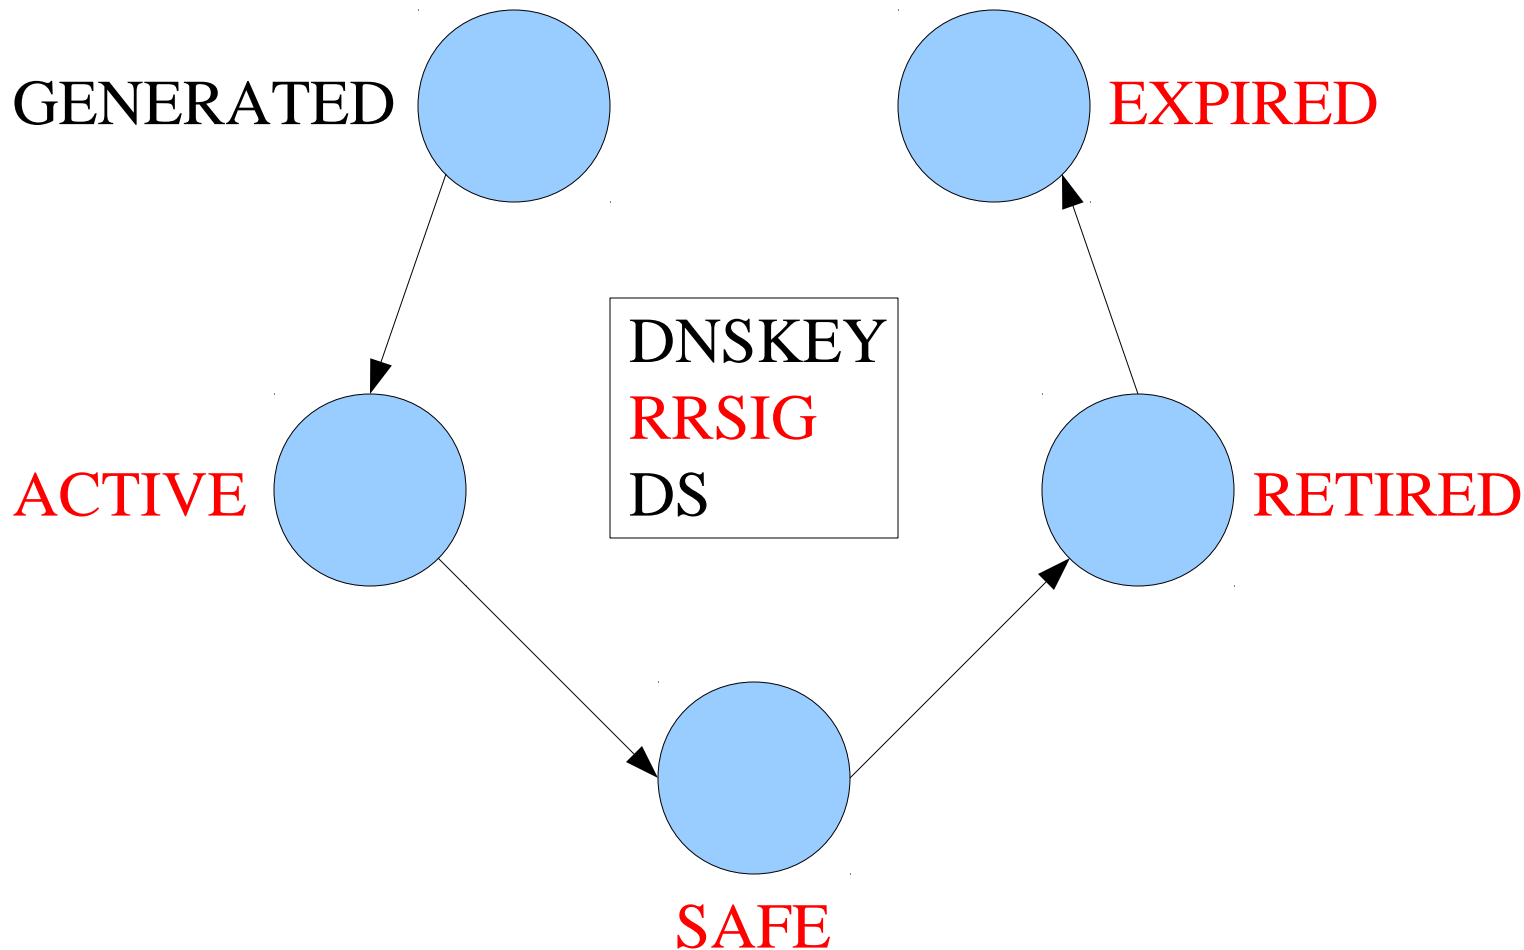 GENERATED
EXPIRED
DNSKEY
RRSIG
DS
ACTIVE
RETIRED
SAFE